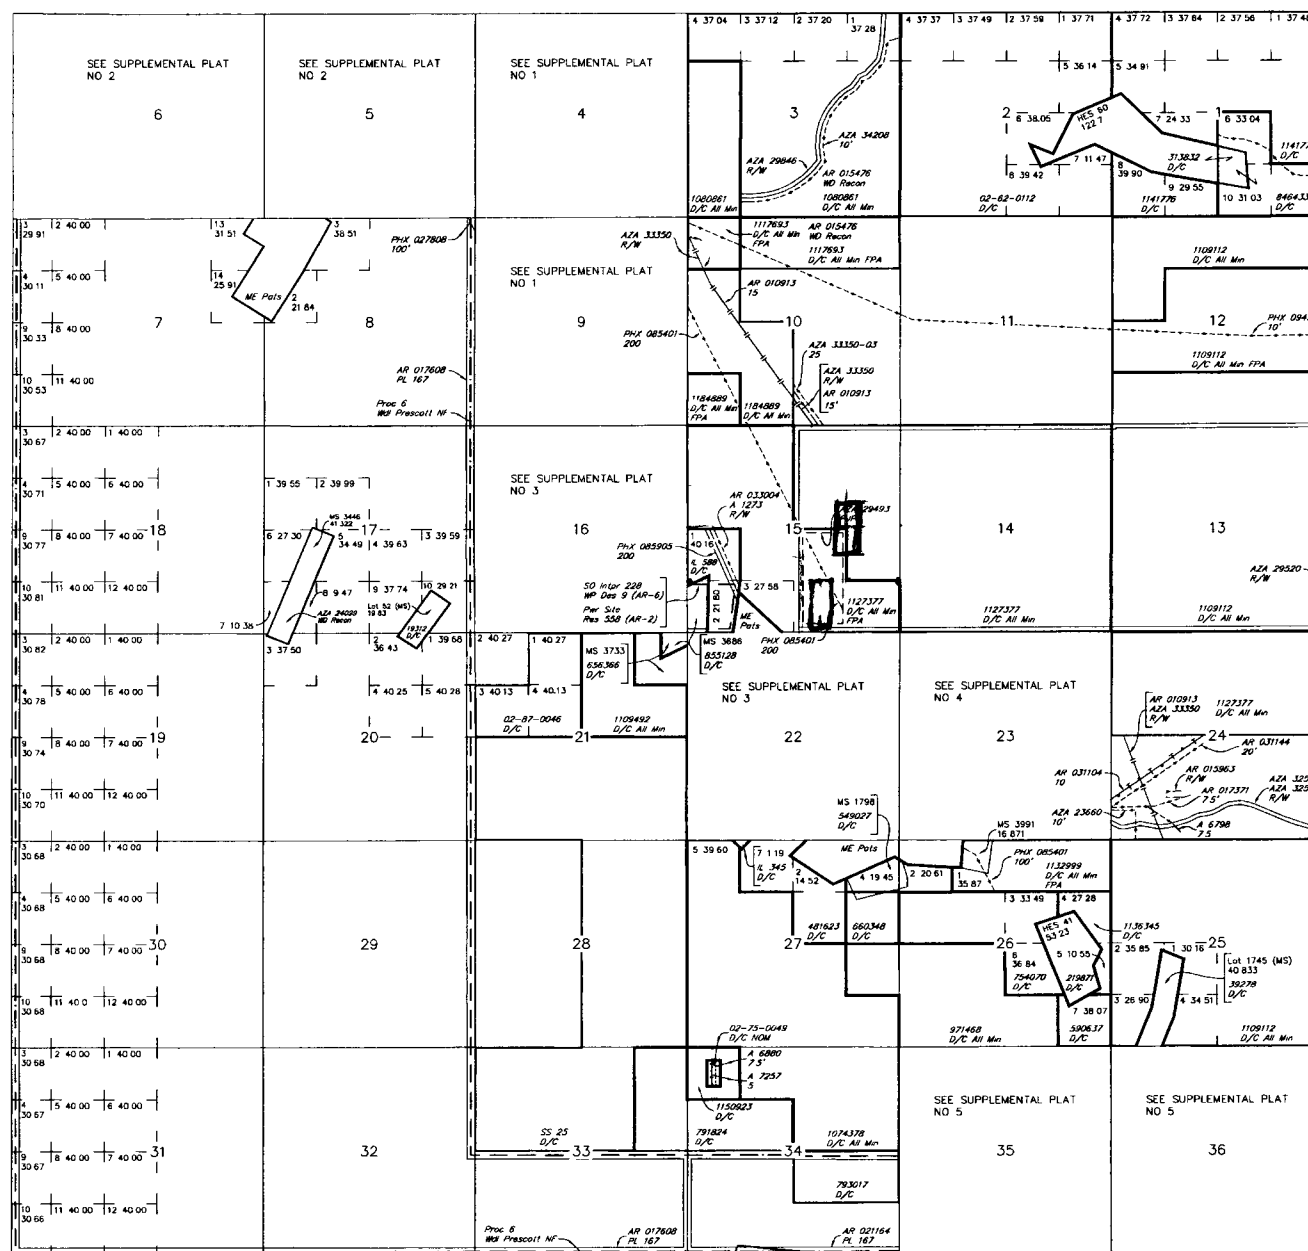 4 37 04
3 37 12
2 37 20
1
37 28
4 37 37
3 37 49
2 37 59
1 37 71
4 37 72
3 37 64
2 37 56
1 37 48
SEE SUPPLEMENTAL PLAT
NO 2
6
SEE SUPPLEMENTAL PLAT
NO 2
5
SEE SUPPLEMENTAL PLAT
NO 1
4
3
AZA 34208
10'
AZA 29846
R/W
AR 015476
WD Recon
1080861
D/C All Min
1080861
D/C All Min
5 36 14
5 34 91
2
6 38.05
HES 60
122 7
7 24 33
1
6 33 04
8 39 42
7 11 47
8
39 90
313832
D/C
9 29 55
10 31 03
02-62-0112
D/C
1141776
D/C
846433
D/C
3
29 91
2 40 00
4
30 11
5 40 00
9
30 33
8 40 00
10
30 53
11 40 00
7
13
31 51
3
38 51
14
25 91
ME Pats
2
21 84
8
PHX 027808
100'
AR 017608
PL 167
Proc 6
Wdl Prescott NF
SEE SUPPLEMENTAL PLAT
NO 1
9
AZA 33350
R/W
1117693
D/C All Min
FPA
AR 015476
WD Recon
1117693
D/C All Min FPA
AR 010913
15
PHX 085401
200
10
AZA 33350-03
25
AZA 33350
R/W
AR 010913
15'
1184889
D/C All Min
FPA
1184889
D/C All Min
11
1109112
D/C All Min
12
PHX 094
10'
1109112
D/C All Min FPA
3
30 67
2 40 00
1 40 00
4
30 71
5 40 00
6 40 00
9
30 77
8 40 00
7 40 00
10
30 81
11 40 00
12 40 00
18
1 39 55
2 39 99
MS 3446
41 322
6 27 30
5
34 49
17
4 39 63
3 39 59
8 9 47
9 37 74
10 29 21
AZA 24099
WD Recon
Lot 52 (MS)
19 83
19312
D/C
7 10 38
SEE SUPPLEMENTAL PLAT
NO 3
16
AR 033004
A 1273
R/W
PHX 085905
200
SO Inter 228
WP Des 9 (AR-6)
Pwr Site
Res 558 (AR-2)
1
40 16
IL 588
D/C
2 21 80
3 27 58
ME
Pats
15
29493
1127377
D/C All Min
FPA
PHX 085401
200
14
1127377
D/C All Min
13
AZA 29520
R/W
1109112
D/C All Min
3
30 82
2 40 00
1 40 00
4
30 78
5 40 00
6 40 00
9
30 74
8 40 00
7 40 00
10
30 70
11 40 00
12 40 00
19
3 37 50
2
36 43
1 39 68
4 40 25
5 40 28
20
2 40 27
1 40 27
3 40 13
4 40.13
02-87-0046
D/C
1109492
D/C All Min
21
MS 3733
656366
D/C
MS 3686
855128
D/C
SEE SUPPLEMENTAL PLAT
NO 3
22
SEE SUPPLEMENTAL PLAT
NO 4
23
AR 010913
AZA 33350
R/W
1127377
D/C All Min
24
AR 031144
20'
AR 031104
10
AR 015963
R/W
AR 017371
7 5'
AZA 325
AZA 325
R/W
AZA 23660
10'
A 6798
7 5
3
30 68
2 40 00
1 40 00
4
30 68
5 40 00
6 40 00
9
30 68
8 40 00
7 40 00
10
30 68
11 40 0
12 40 00
30
29
28
5 39 60
7 1 19
IL 345
D/C
2
14 52
MS 1798
549027
D/C
ME Pats
4 19 45
2 20 61
481623
D/C
660348
D/C
27
MS 3991
16 871
PHX 085401
100'
35 87
1132999
D/C All Min
FPA
3 33 49
4 27 28
26
HES 41
53 23
5 10 55
6
36 84
754070
D/C
219871
D/C
7 38 07
971468
D/C All Min
590637
D/C
1136345
D/C
2 35 85
1 30 16
25
Lot 1745 (MS)
40 833
39278
D/C
3 26 90
4 34 51
1109112
D/C All Min
3
30 68
2 40 00
1 40 00
4
30 67
5 40 00
6 40 00
9
30 67
8 40 00
7 40 00
10
30 66
11 40 00
12 40 00
31
32
SS 25
D/C
33
02-75-0049
D/C NOM
A 6880
7 5'
A 7257
5
1150923
D/C
791824
D/C
1074378
D/C All Min
34
793017
D/C
SEE SUPPLEMENTAL PLAT
NO 5
35
SEE SUPPLEMENTAL PLAT
NO 5
36
Proc 6
Wdl Prescott NF
AR 017608
PL 167
AR 021164
PL 167